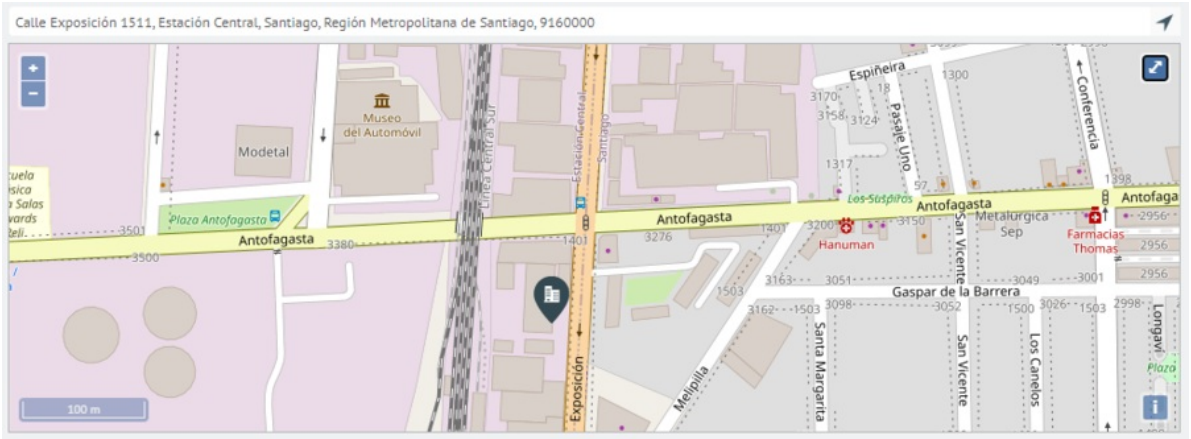 Calle Exposición 1511, Estación Central, Santiago, Región Metropolitana de Santiago, 9160000
+
−
Espiñeira
1300
← Conferencia
3170
18
3158
3124
Pasaje Uno
Museo
del Automóvil
Línea Central Sur
Estación Central
Santiago
Modetal
1317
57
1398
Los Suspiros
Plaza Antofagasta
Antofagasta
Antofagasta
Antofagasta
Antofaga
3501
3380
1401
3276
1401
3200
3150
Hanuman
San Vicente
Metalúrgica
Sep
Farmacias
Thomas
2956
2956
2956
3500
3163
3051
3049
3001
Gaspar de la Barrera
1503
3162
1503
3098
3052
1500
3026
1503
2998
Santa Margarita
San Vicente
Los Canelos
Longaví
Plaza
Melipilla
Exposición
100 m
i